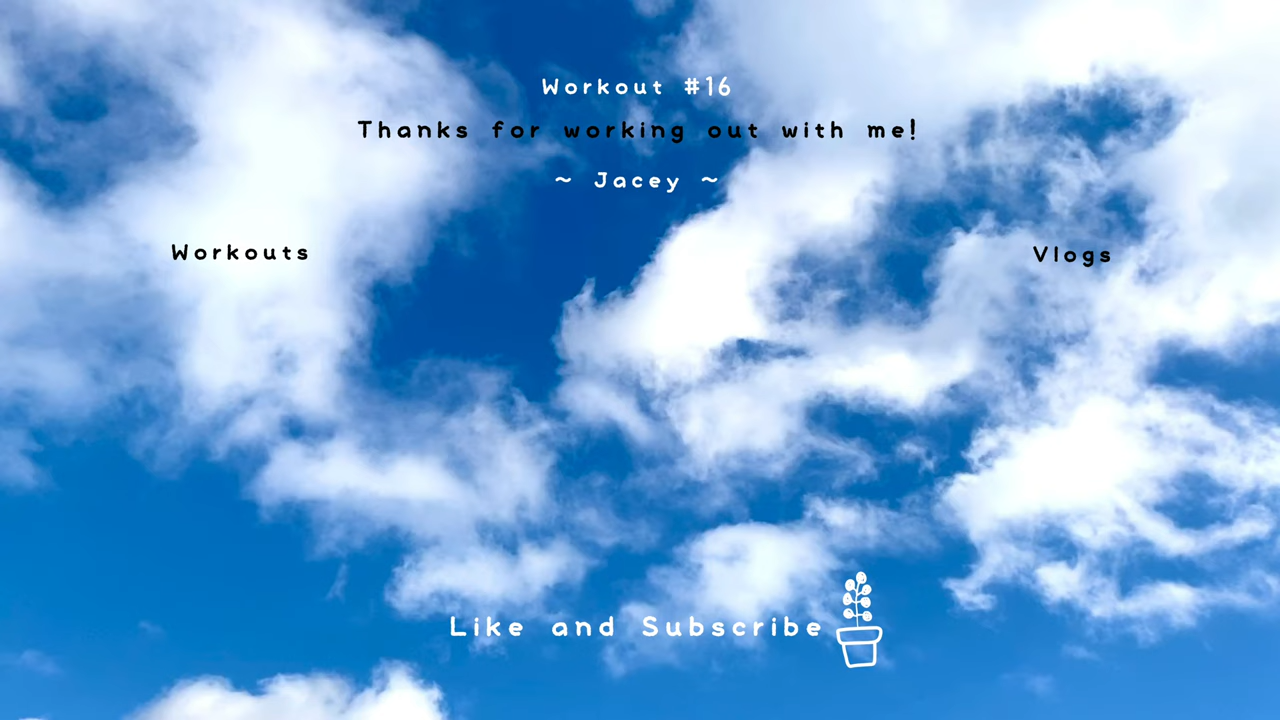 Workout #16
Thanks for working out with me!
~ Jacey ~
Workouts
Vlogs
Like and Subscribe